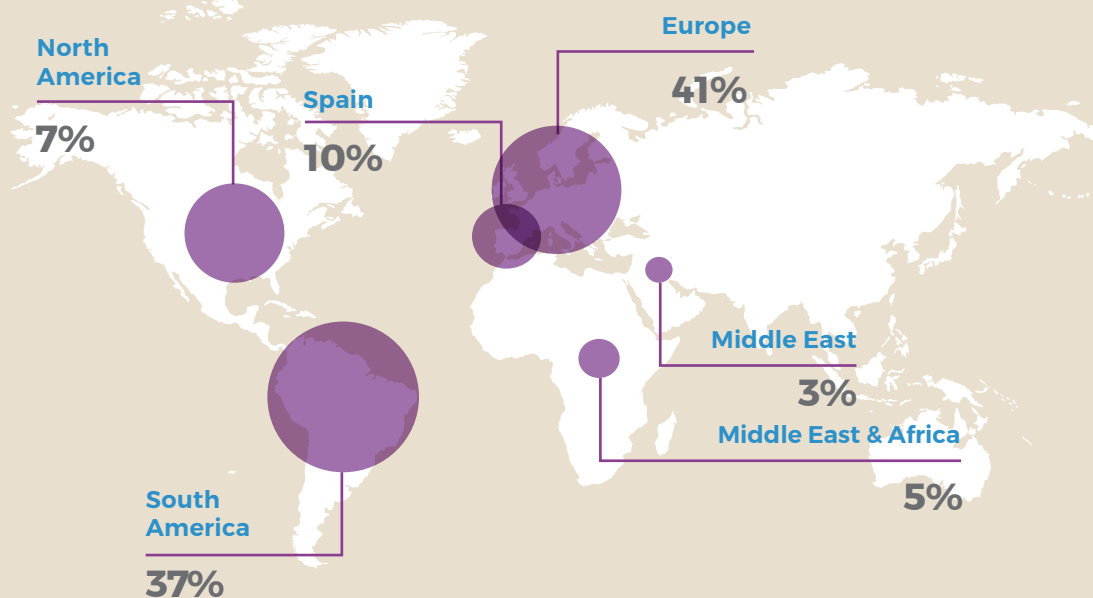 North
America
7%
Spain
10%
Europe
41%
Middle East
3%
Middle East & Africa
5%
South
America
37%